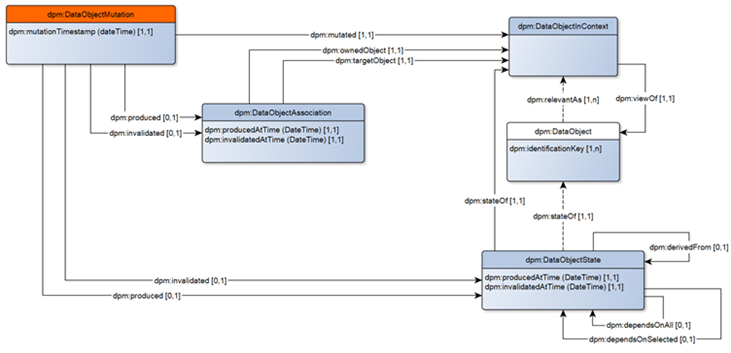 dpm:DataObjectMutation
dpm:mutationTimestamp (dateTime) [1,1]
dpm:mutated [1,1]
dpm:ownedObject [1,1]
dpm:targetObject [1,1]
dpm:DataObjectInContext
dpm:relevantAs [1,n]
dpm:viewOf [1,1]
dpm:produced [0,1]
dpm:invalidated [0,1]
dpm:DataObjectAssociation
dpm:producedAtTime (DateTime) [1,1]
dpm:invalidatedAtTime (DateTime) [1,1]
dpm:DataObject
dpm:identificationKey [1,n]
dpm:stateOf [1,1]
dpm:stateOf [1,1]
dpm:derivedFrom [0,1]
dpm:DataObjectState
dpm:producedAtTime (DateTime) [1,1]
dpm:invalidatedAtTime (DateTime) [1,1]
dpm:invalidated [0,1]
dpm:produced [0,1]
dpm:dependsOnAll [0,1]
dpm:dependsOnSelected [0,1]